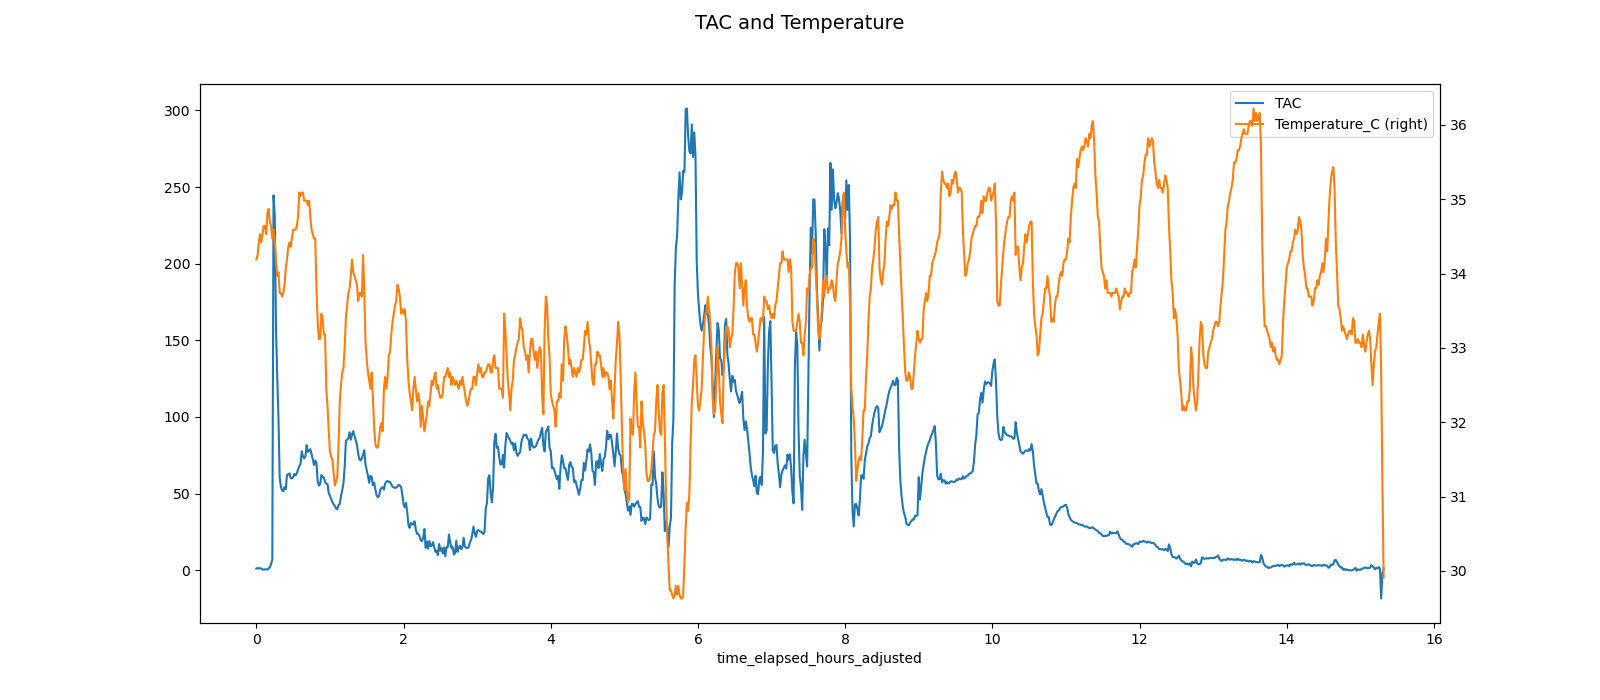 TAC and Temperature
TAC
Temperature_C (right)
300
250
200
150
100
50
0
36
35
34
33
32
31
30
0 2 4 6 8 10 12 14 16
time_elapsed_hours_adjusted